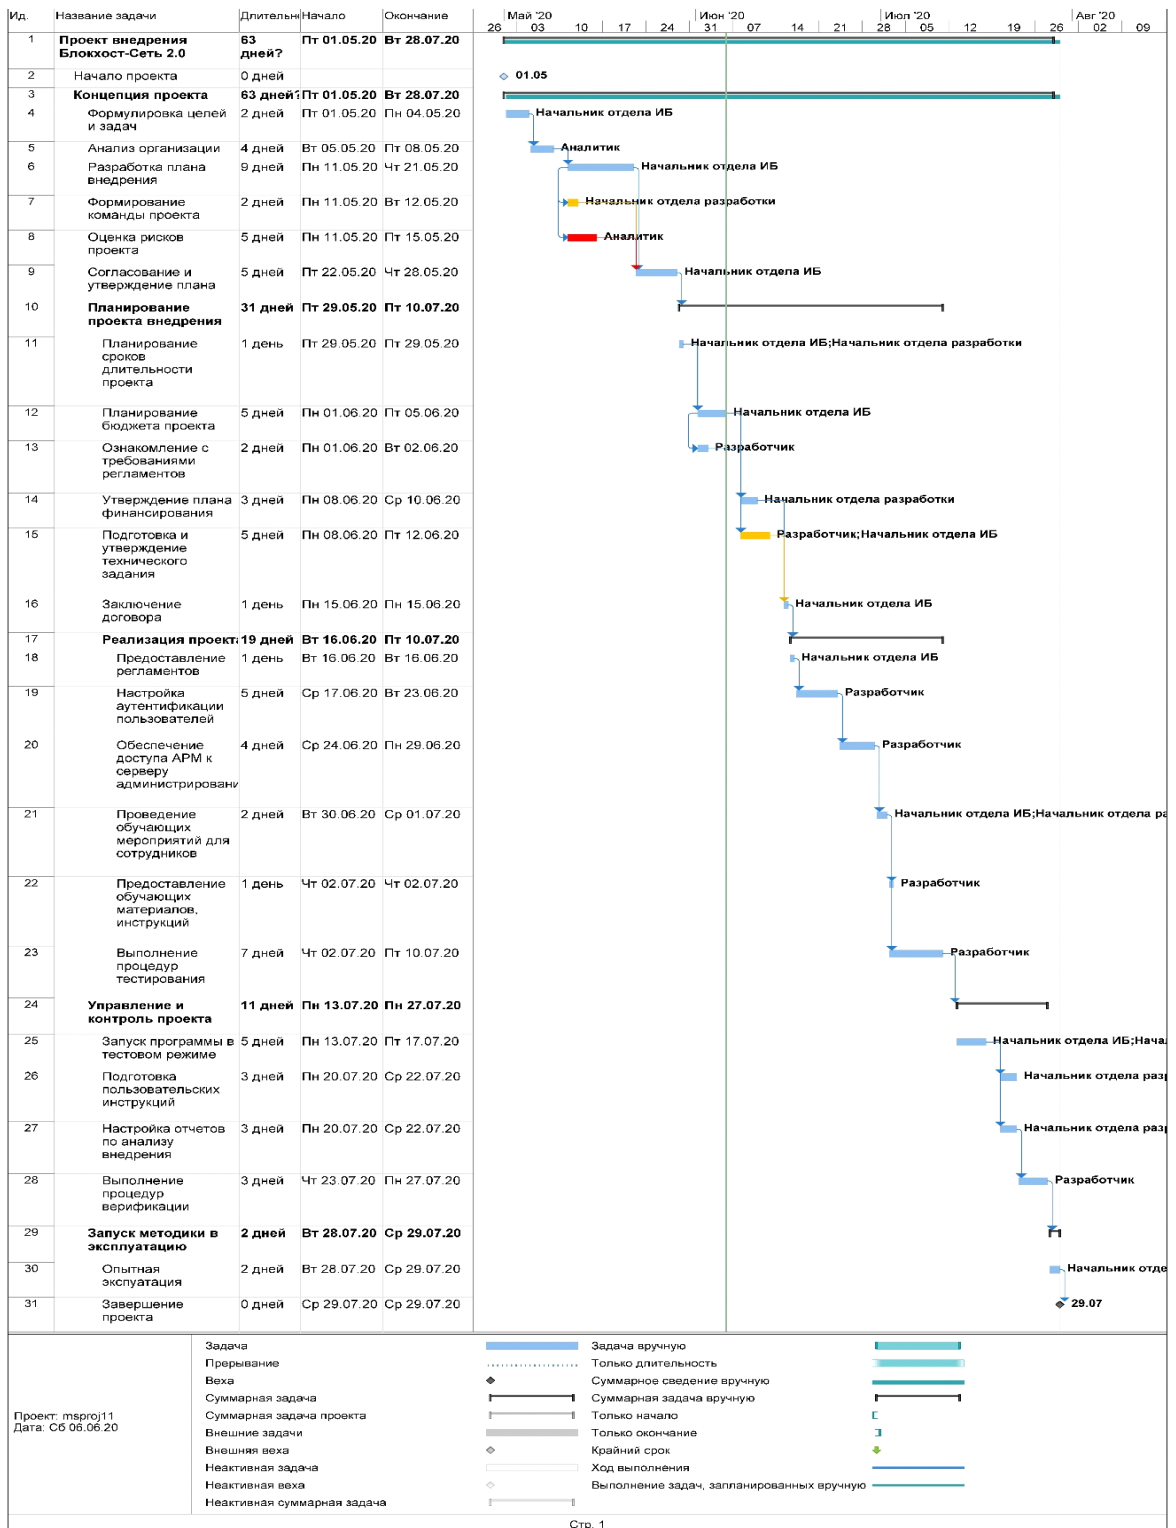 Ид. Название задачи Длительн Начало Окончание Май '20 Июн '20 Июл '20 Авг '20
26 03 10 17 24 31 07 14 21 28 05 12 19 26 02 09
1 Проект внедрения 63 Пт 01.05.20 Вт 28.07.20
Блокхост-Сеть 2.0 дней?
2 Начало проекта 0 дней 01.05
3 Концепция проекта 63 дней? Пт 01.05.20 Вт 28.07.20
4 Формулировка целей 2 дней Пт 01.05.20 Пн 04.05.20 Начальник отдела ИБ
и задач
5 Анализ организации 4 дней Вт 05.05.20 Пт 08.05.20 Аналитик
6 Разработка плана 9 дней Пн 11.05.20 Чт 21.05.20 Начальник отдела ИБ
внедрения
7 Формирование 2 дней Пн 11.05.20 Вт 12.05.20 Начальник отдела разработки
команды проекта
8 Оценка рисков 5 дней Пн 11.05.20 Пт 15.05.20 Аналитик
проекта
9 Согласование и 5 дней Пт 22.05.20 Чт 28.05.20 Начальник отдела ИБ
утверждение плана
10 Планирование 31 дней Пт 29.05.20 Пт 10.07.20
проекта внедрения
11 Планирование 1 день Пт 29.05.20 Пт 29.05.20 Начальник отдела ИБ;Начальник отдела разработки
сроков
длительности
проекта
12 Планирование 5 дней Пн 01.06.20 Пт 05.06.20 Начальник отдела ИБ
бюджета проекта
13 Ознакомление с 2 дней Пн 01.06.20 Вт 02.06.20 Разработчик
требованиями
регламентов
14 Утверждение плана 3 дней Пн 08.06.20 Ср 10.06.20 Начальник отдела разработки
финансирования
15 Подготовка и 5 дней Пн 08.06.20 Пт 12.06.20 Разработчик;Начальник отдела ИБ
утверждение
технического
задания
16 Заключение 1 день Пн 15.06.20 Пн 15.06.20 Начальник отдела ИБ
договора
17 Реализация проекта 19 дней Вт 16.06.20 Пт 10.07.20
18 Предоставление 1 день Вт 16.06.20 Вт 16.06.20 Начальник отдела ИБ
регламентов
19 Настройка 5 дней Ср 17.06.20 Вт 23.06.20 Разработчик
аутентификации
пользователей
20 Обеспечение 4 дней Ср 24.06.20 Пн 29.06.20 Разработчик
доступа АРМ к
серверу
администрировани
21 Проведение 2 дней Вт 30.06.20 Ср 01.07.20 Начальник отдела ИБ;Начальник отдела ра
обучающих
мероприятий для
сотрудников
22 Предоставление 1 день Чт 02.07.20 Чт 02.07.20 Разработчик
обучающих
материалов,
инструкций
23 Выполнение 7 дней Чт 02.07.20 Пт 10.07.20 Разработчик
процедур
тестирования
24 Управление и 11 дней Пн 13.07.20 Пн 27.07.20
контроль проекта
25 Запуск программы в 5 дней Пн 13.07.20 Пт 17.07.20 Начальник отдела ИБ;Нача
тестовом режиме
26 Подготовка 3 дней Пн 20.07.20 Ср 22.07.20 Начальник отдела раз
пользовательских
инструкций
27 Настройка отчетов 3 дней Пн 20.07.20 Ср 22.07.20 Начальник отдела раз
по анализу
внедрения
28 Выполнение 3 дней Чт 23.07.20 Пн 27.07.20 Разработчик
процедур
верификации
29 Запуск методики в 2 дней Вт 28.07.20 Ср 29.07.20
эксплуатацию
30 Опытная 2 дней Вт 28.07.20 Ср 29.07.20 Начальник отде
экспуатация
31 Завершение 0 дней Ср 29.07.20 Ср 29.07.20 29.07
проекта
Проект: msproj11
Дата: Сб 06.06.20
Задача Задача вручную
Прерывание Только длительность
Веха Суммарное сведение вручную
Суммарная задача Суммарная задача вручную
Суммарная задача проекта Только начало
Внешние задачи Только окончание
Внешняя веха Крайний срок
Неактивная задача Ход выполнения
Неактивная веха Выполнение задач, запланированных вручную
Неактивная суммарная задача
Стр. 1